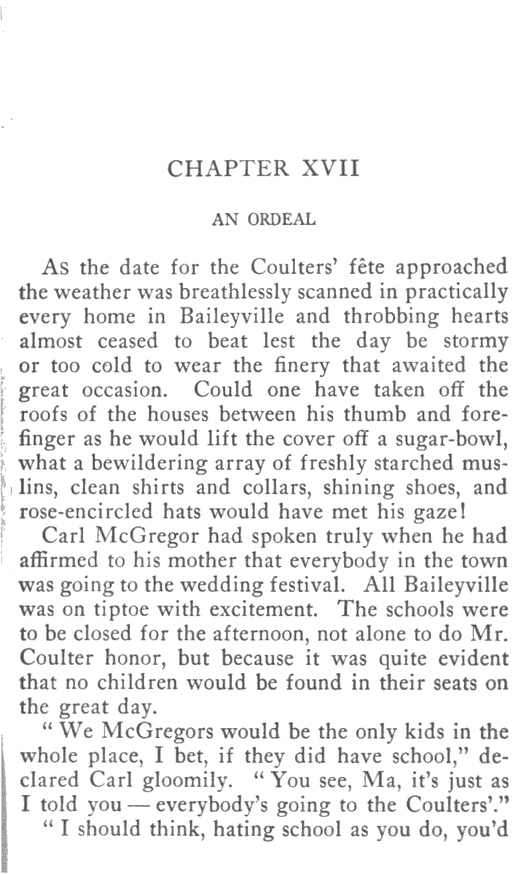 CHAPTER XVII
AN ORDEAL
As the date for the Coulters' fête approached
the weather was breathlessly scanned in practically
every home in Baileyville and throbbing hearts
almost ceased to beat lest the day be stormy
or too cold to wear the finery that awaited the
great occasion. Could one have taken off the
roofs of the houses between his thumb and fore-
finger as he would lift the cover off a sugar-bowl,
what a bewildering array of freshly starched mus-
lins, clean shirts and collars, shining shoes, and
rose-encircled hats would have met his gaze!
Carl McGregor had spoken truly when he had
affirmed to his mother that everybody in the town
was going to the wedding festival. All Baileyville
was on tiptoe with excitement. The schools were
to be closed for the afternoon, not alone to do Mr.
Coulter honor, but because it was quite evident
that no children would be found in their seats on
the great day.
" We McGregors would be the only kids in the
whole place, I bet, if they did have school," de-
clared Carl gloomily. " You see, Ma, it's just as
I told you — everybody's going to the Coulters'."
" I should think, hating school as you do, you'd